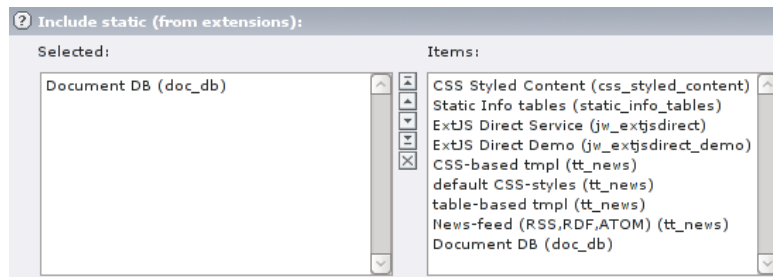 Include static (from extensions):
Selected:
Items:
Document DB (doc_db)
CSS Styled Content (css_styled_content)
Static Info tables (static_info_tables)
ExtJS Direct Service (jw_extjsdirect)
ExtJS Direct Demo (jw_extjsdirect_demo)
CSS-based tmpl (tt_news)
default CSS-styles (tt_news)
table-based tmpl (tt_news)
News-feed (RSS,RDF,ATOM) (tt_news)
Document DB (doc_db)